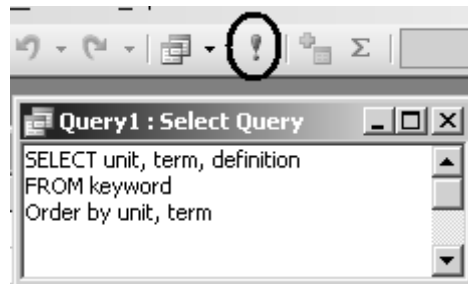 Σ
Query1 : Select Query
SELECT unit, term, definition
FROM keyword
Order by unit, term